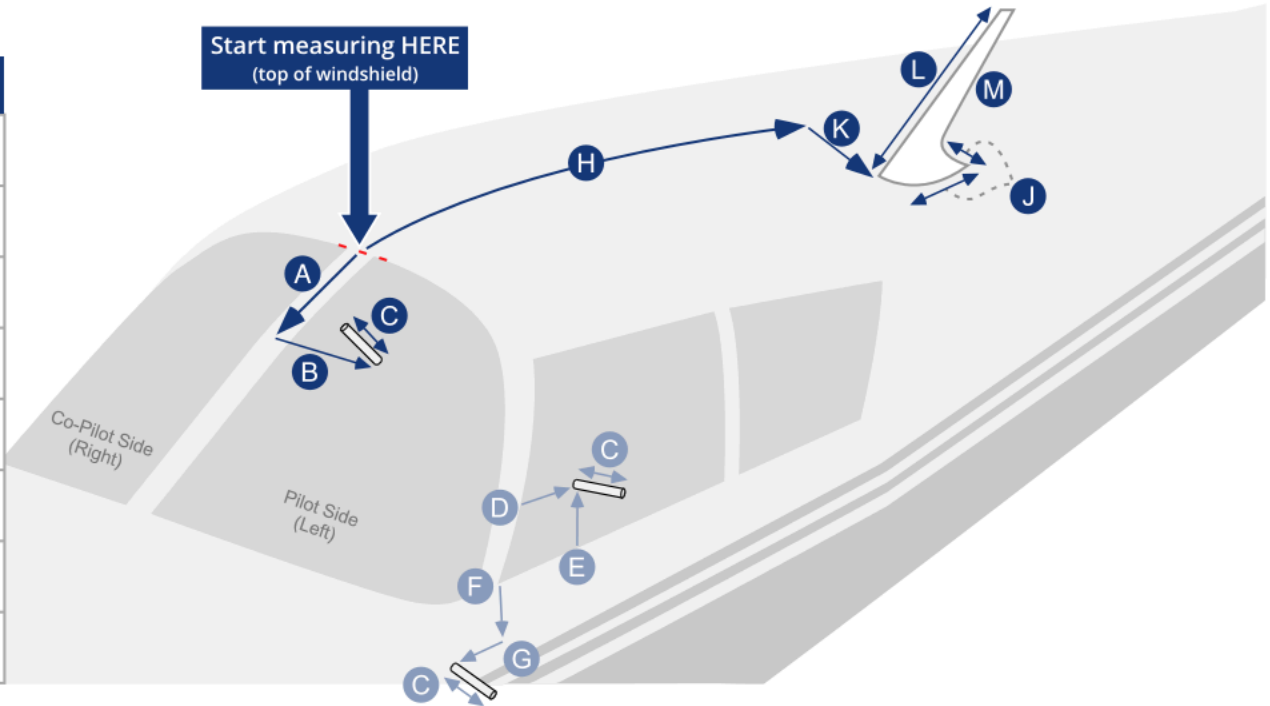 Start measuring HERE
(top of windshield)
L
M
K
H
J
A
C
B
Co-Pilot Side
(Right)
C
Pilot Side
(Left)
D
E
F
G
C